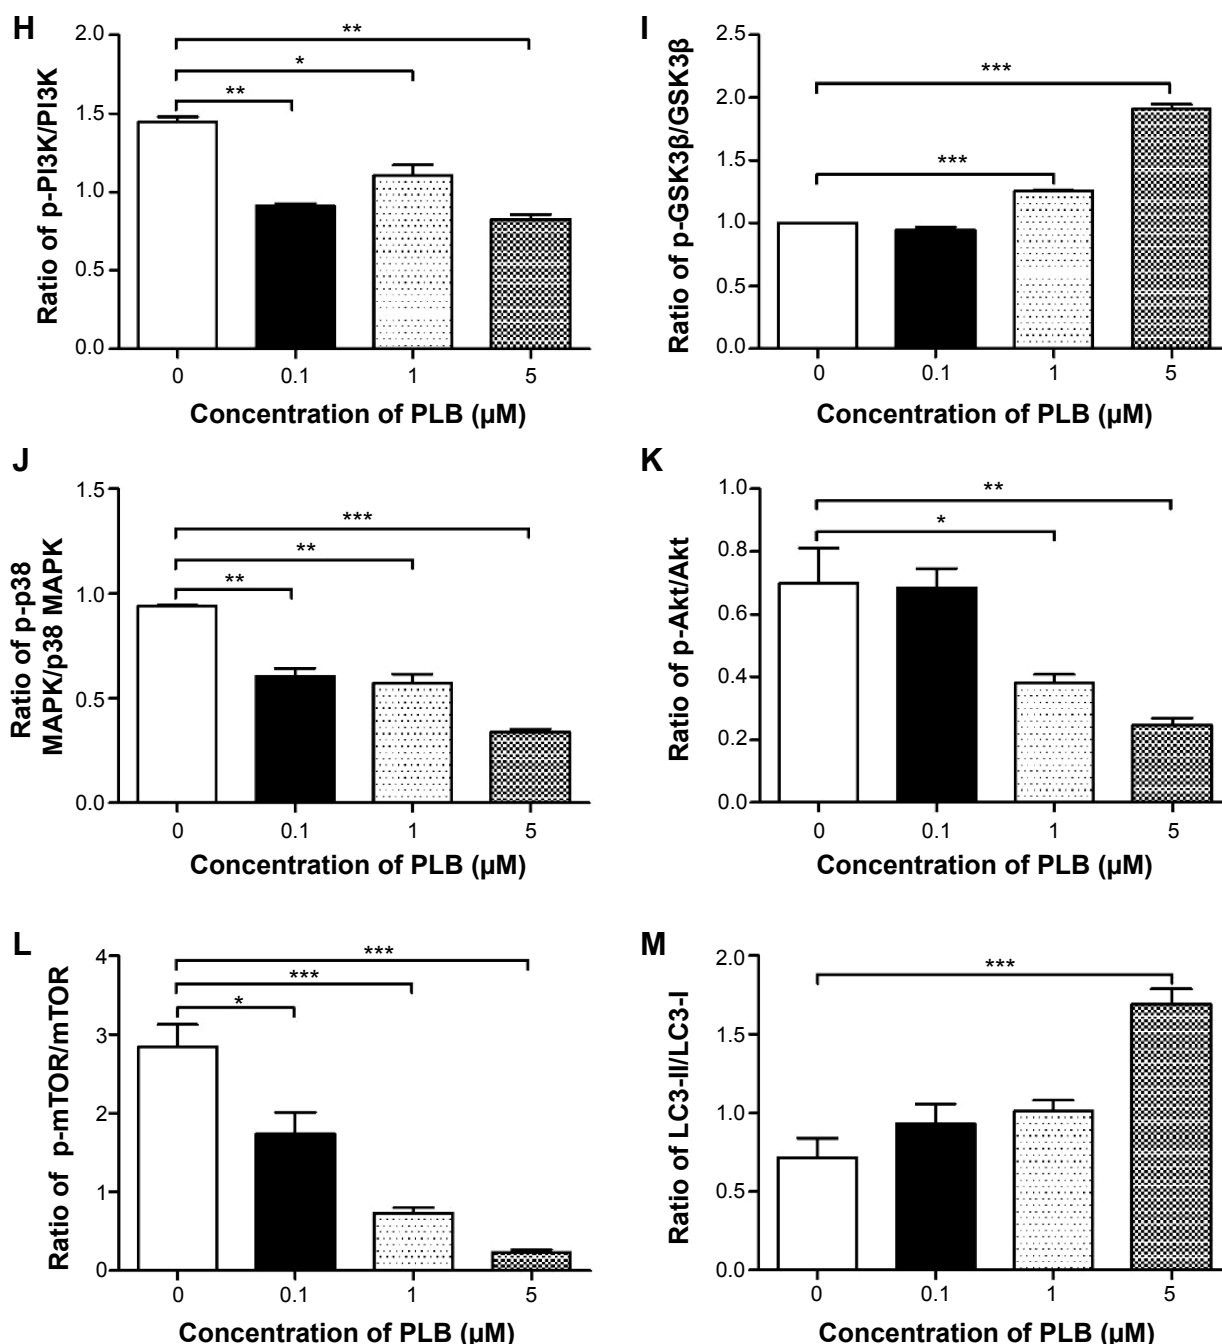 H
2.0
1.5
1.0
0.5
0.0
Ratio of p-PI3K/PI3K
**
*
**
0 0.1 1 5
Concentration of PLB (µM)
I
2.5
2.0
1.5
1.0
0.5
0.0
Ratio of p-GSK3β/GSK3β
***
***
0 0.1 1 5
Concentration of PLB (µM)
J
1.5
1.0
0.5
0.0
Ratio of p-p38
MAPK/p38 MAPK
***
**
**
0 0.1 1 5
Concentration of PLB (µM)
K
1.0
0.8
0.6
0.4
0.2
0.0
Ratio of p-Akt/Akt
**
*
0 0.1 1 5
Concentration of PLB (µM)
L
4
3
2
1
0
Ratio of p-mTOR/mTOR
***
***
*
0 0.1 1 5
Concentration of PLB (µM)
M
2.0
1.5
1.0
0.5
0.0
Ratio of LC3-II/LC3-I
***
0 0.1 1 5
Concentration of PLB (µM)